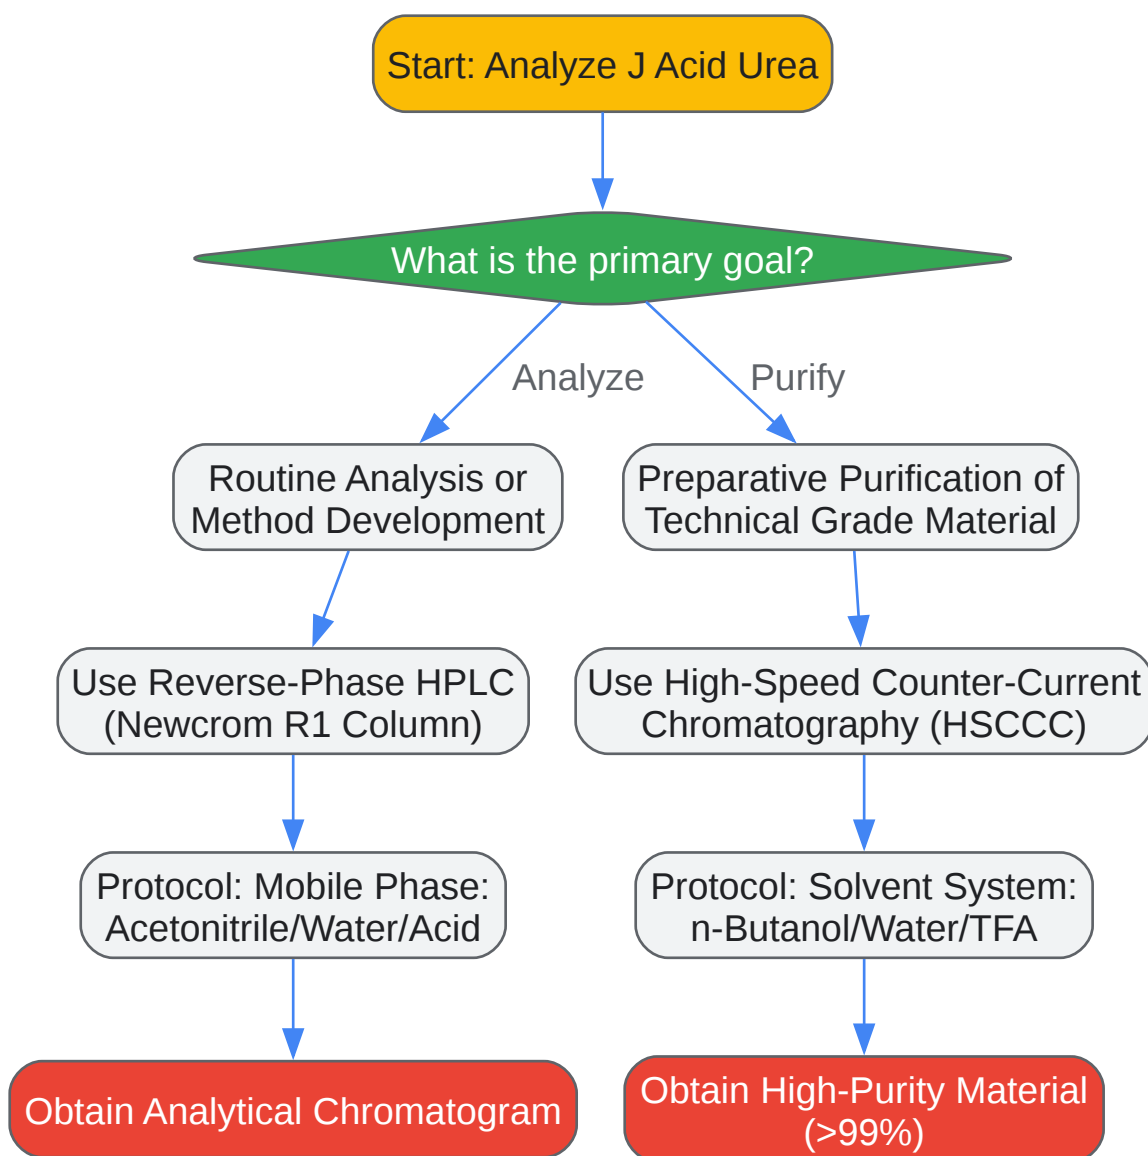 Start: Analyze J Acid Urea
What is the primary goal?
Analyze
Purify
Routine Analysis or
Method Development
Preparative Purification of
Technical Grade Material
Use Reverse-Phase HPLC
(Newcrom R1 Column)
Use High-Speed Counter-Current
Chromatography (HSCCC)
Protocol: Mobile Phase:
Acetonitrile/Water/Acid
Protocol: Solvent System:
n-Butanol/Water/TFA
Obtain Analytical Chromatogram
Obtain High-Purity Material
(>99%)